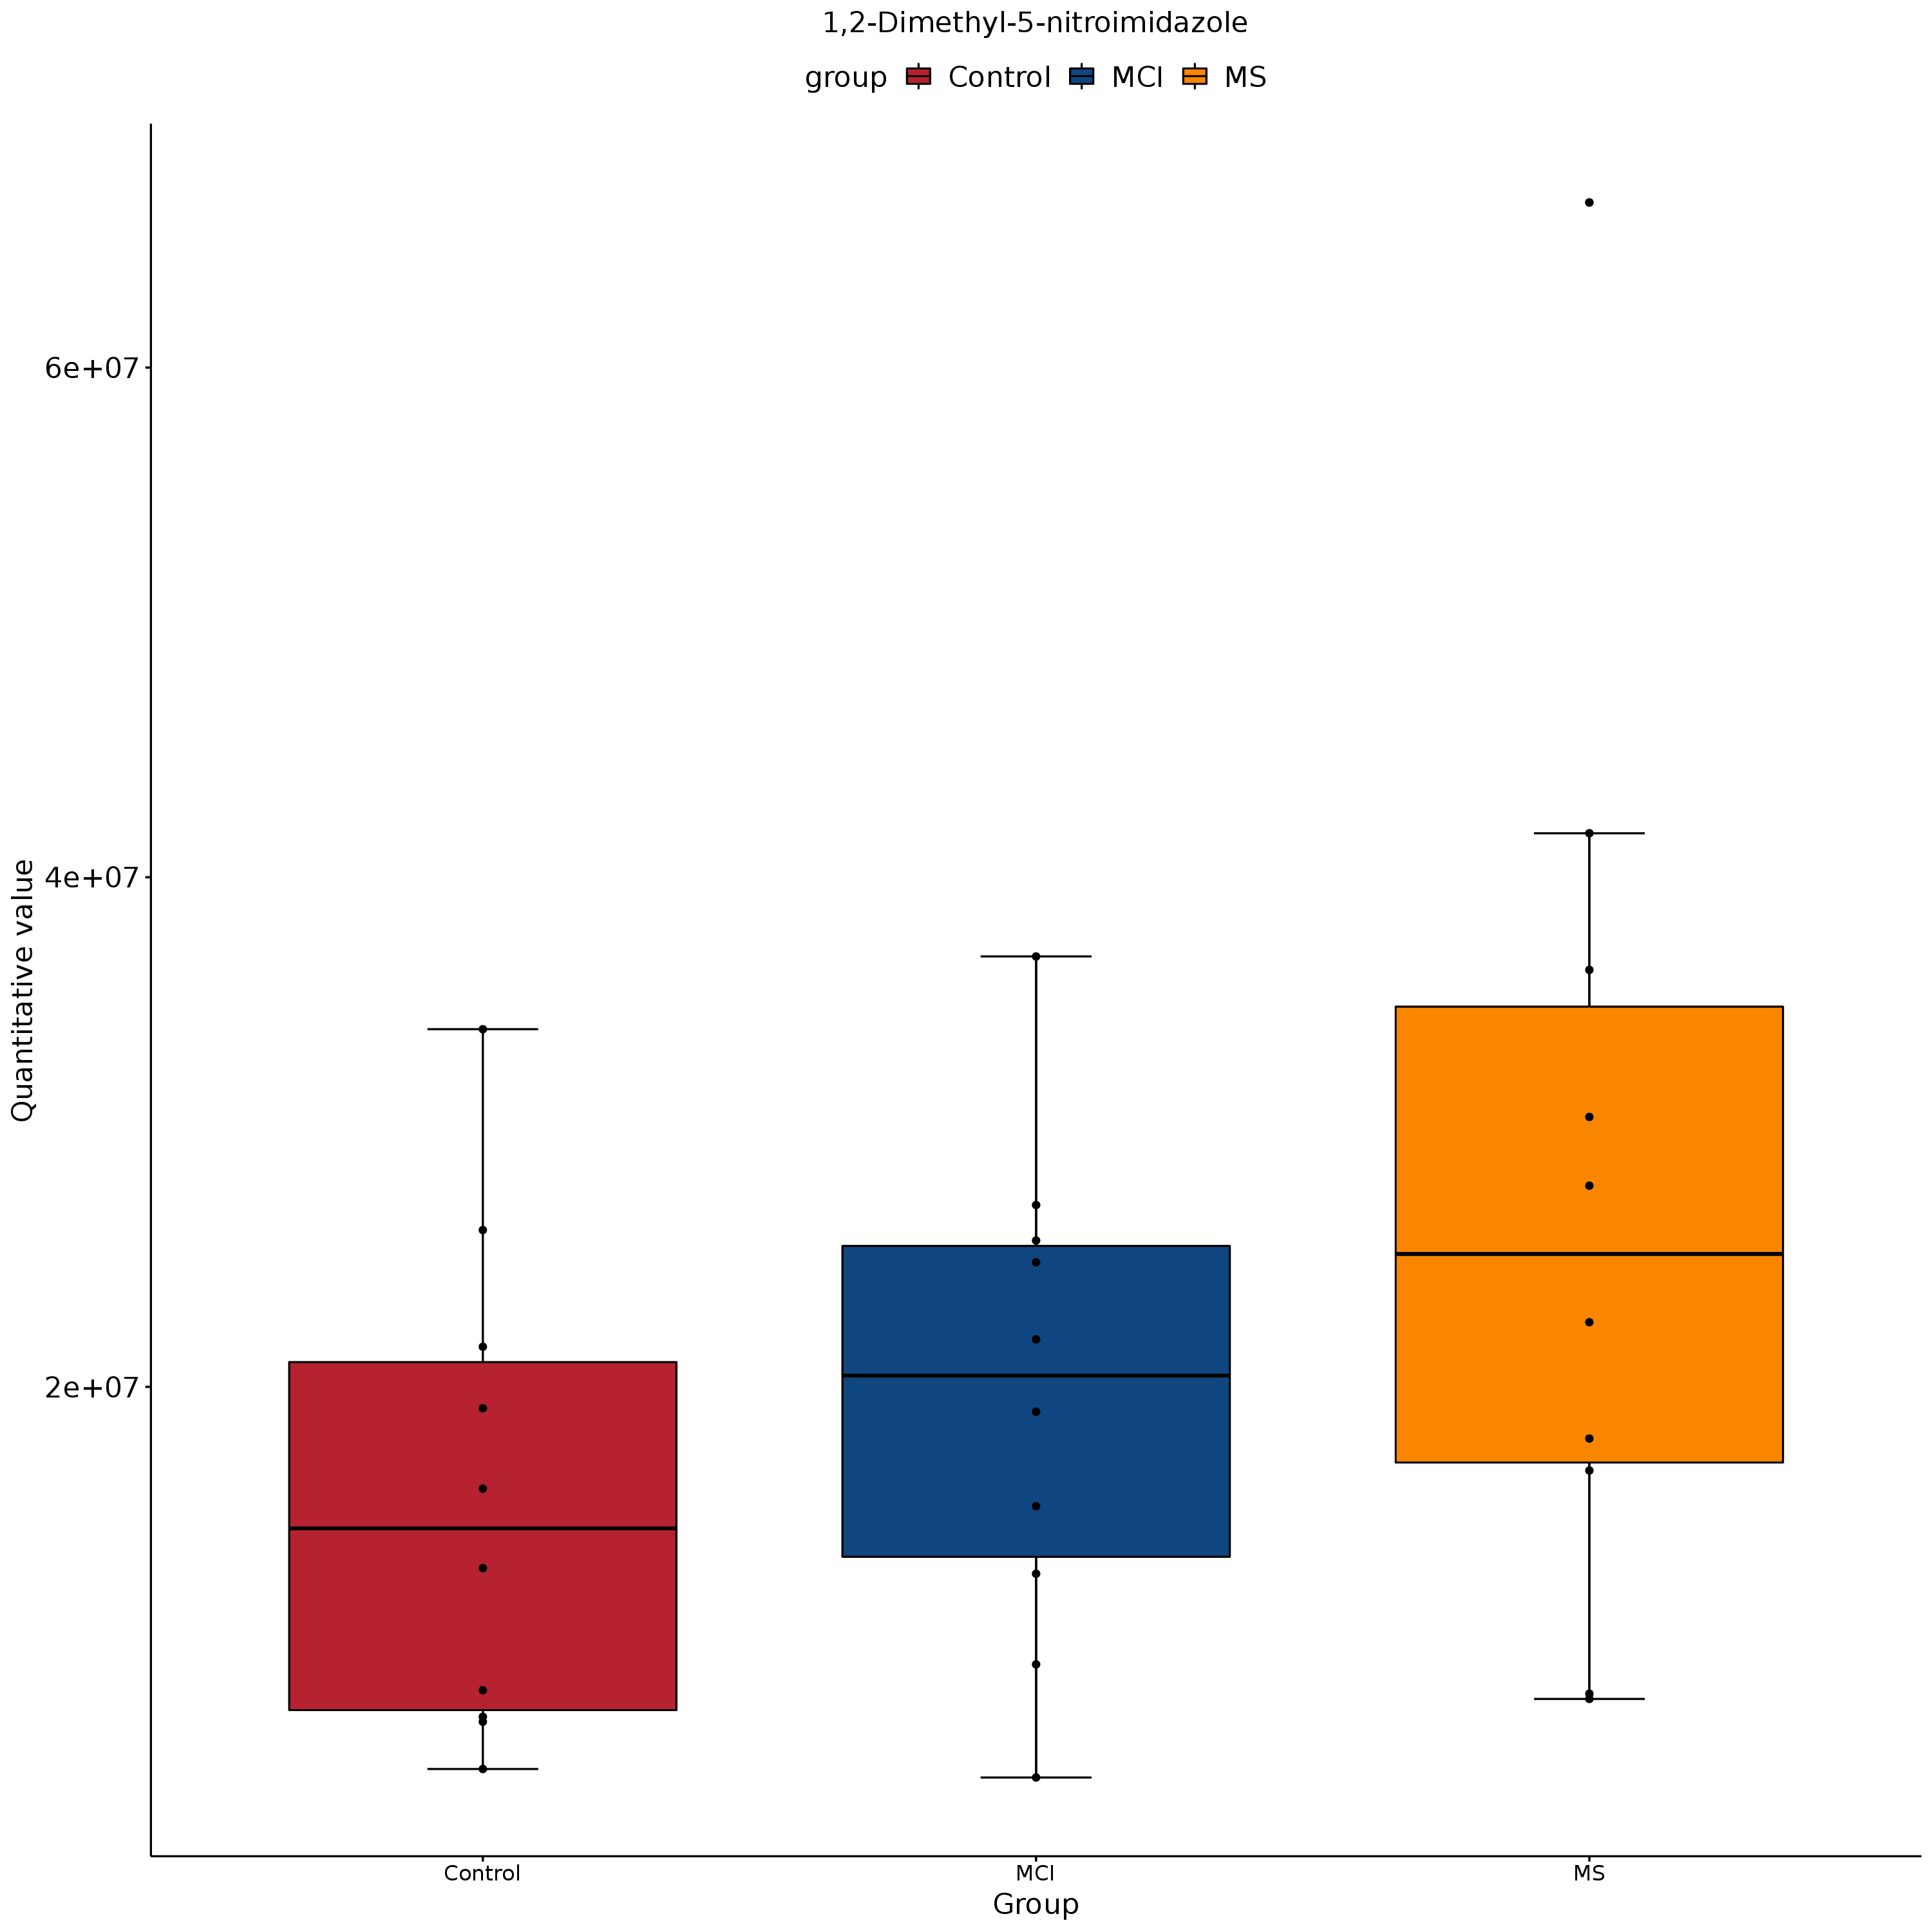 1,2-Dimethyl-5-nitroimidazole
group Control MCI MS
6e+07
4e+07
2e+07
Quantitative value
Control MCI MS
Group